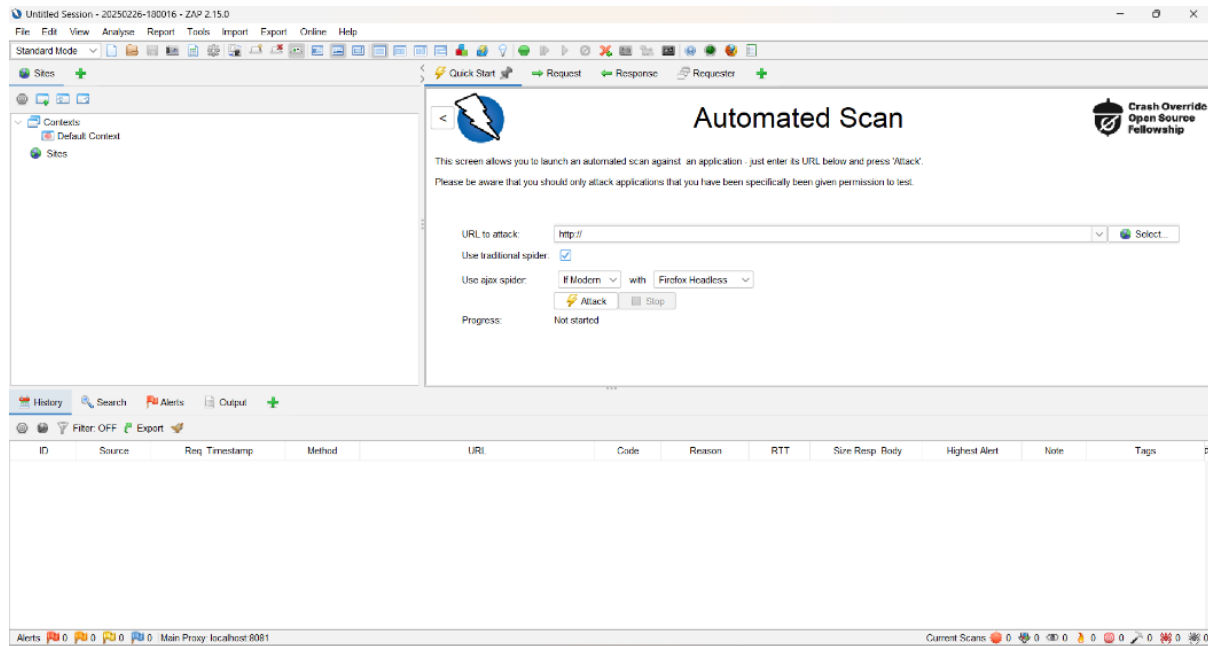 Untitled Session - 20250226-180016 - ZAP 2.15.0
File Edit View Analyse Report Tools Import Export Online Help
Standard Mode
Sites
Quick Start Request Response Requester
<
Automated Scan
Crash Override
Open Source
Fellowship
Contexts
Default Context
Sites
This screen allows you to launch an automated scan against an application - just enter its URL below and press 'Attack'.
Please be aware that you should only attack applications that you have been specifically been given permission to test.
URL to attack: http:// Select...
Use traditional spider:
Use ajax spider: If Modern with Firefox Headless
Attack Stop
Progress: Not started
History Search Alerts Output
Filter: OFF Export
ID Source Req. Timestamp Method URL Code Reason RTT Size Resp. Body Highest Alert Note Tags
Alerts 0 0 0 0 Main Proxy: localhost:8081 Current Scans 0 0 0 0 0 0 0 0